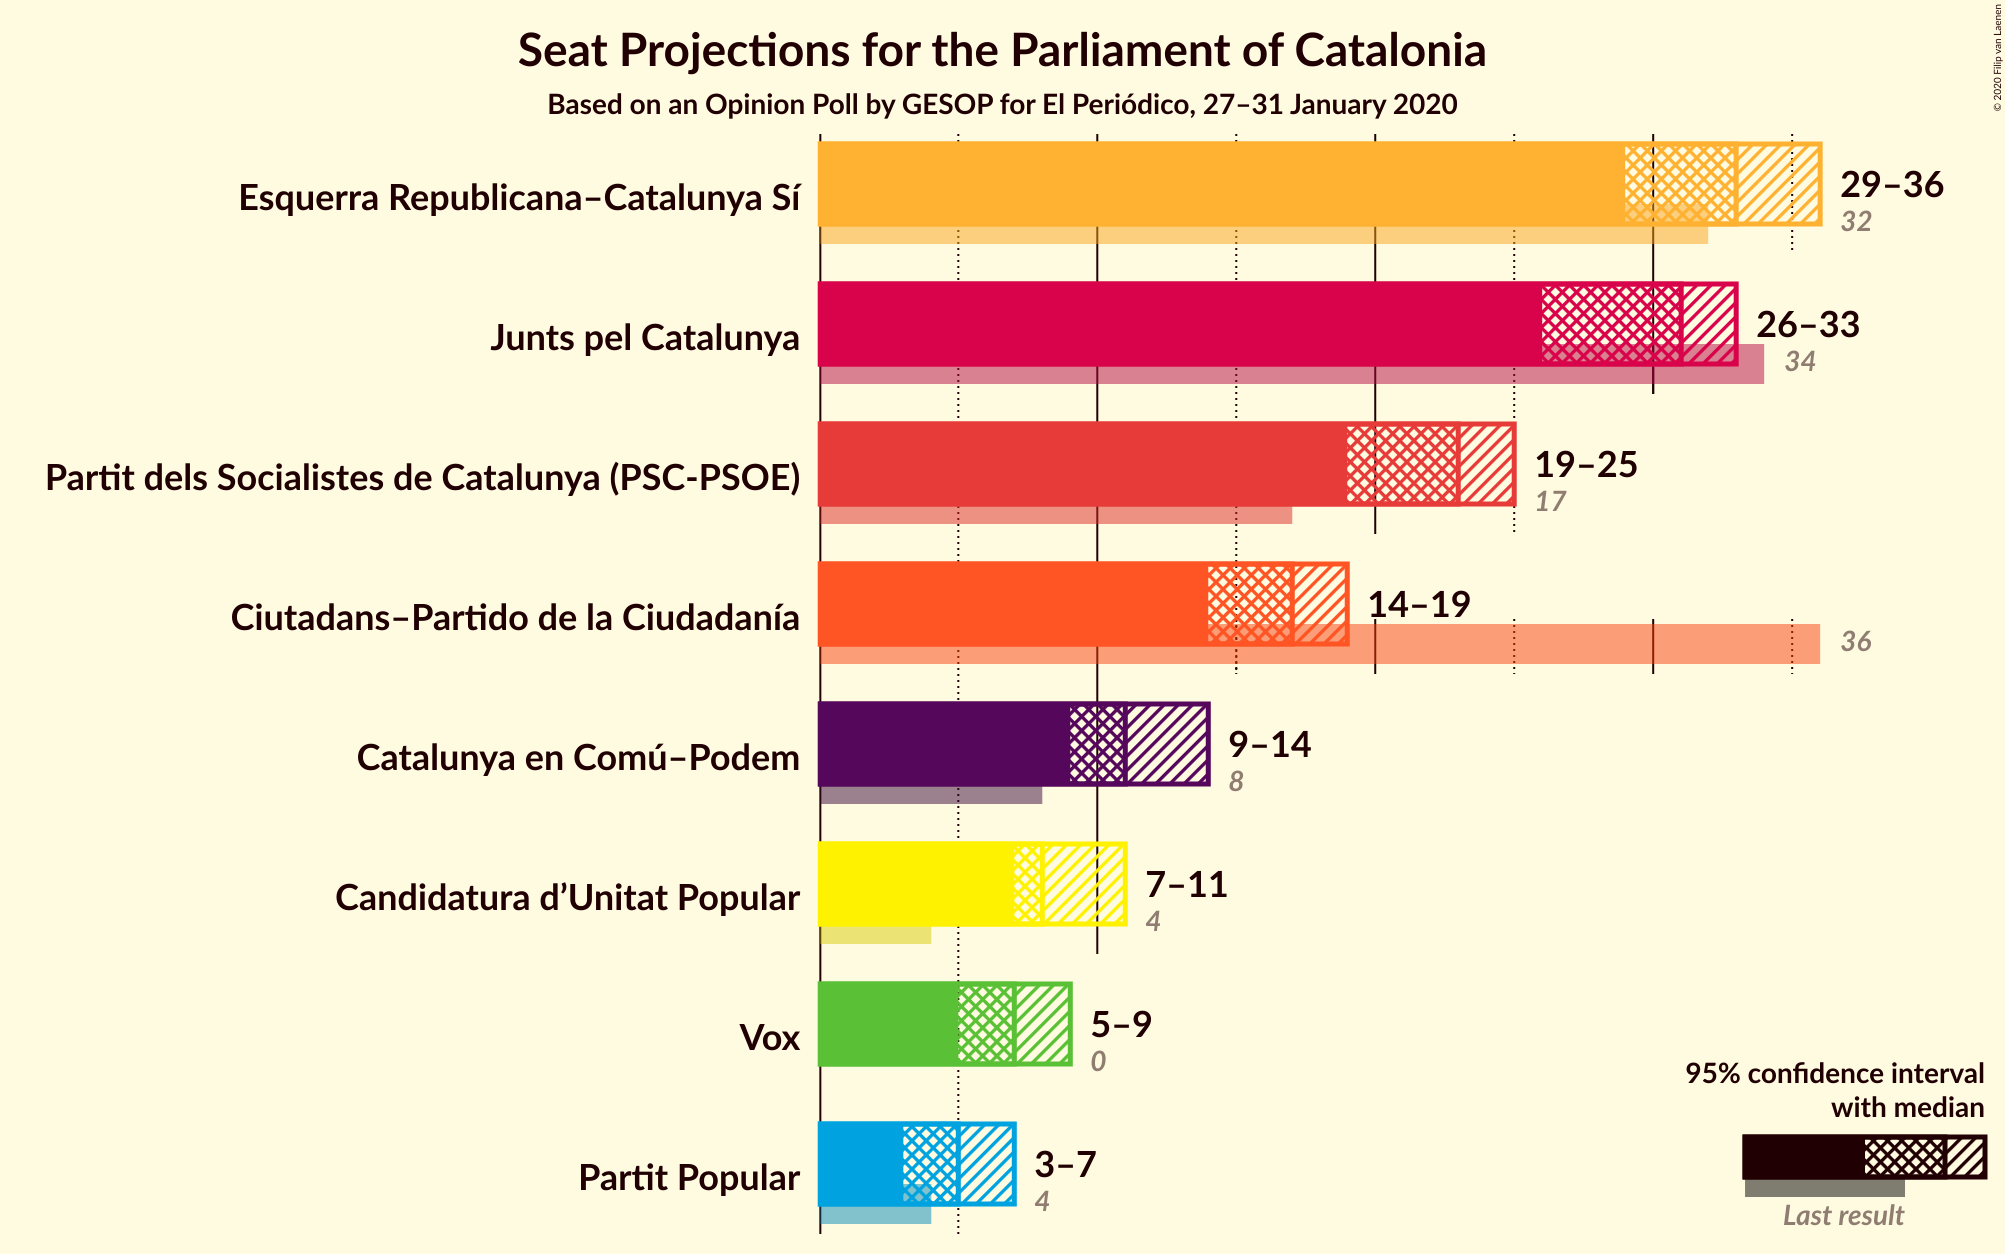 Seat Projections for the Parliament of Catalonia
Based on an Opinion Poll by GESOP for El Periódico, 27–31 January 2020
© 2020 Filip van Laenen
Esquerra Republicana–Catalunya Sí
29–36
32
Junts pel Catalunya
26–33
34
Partit dels Socialistes de Catalunya (PSC-PSOE)
19–25
17
Ciutadans–Partido de la Ciudadanía
14–19
36
Catalunya en Comú–Podem
9–14
8
Candidatura d’Unitat Popular
7–11
4
Vox
5–9
0
Partit Popular
3–7
4
95% confidence interval
with median
Last result